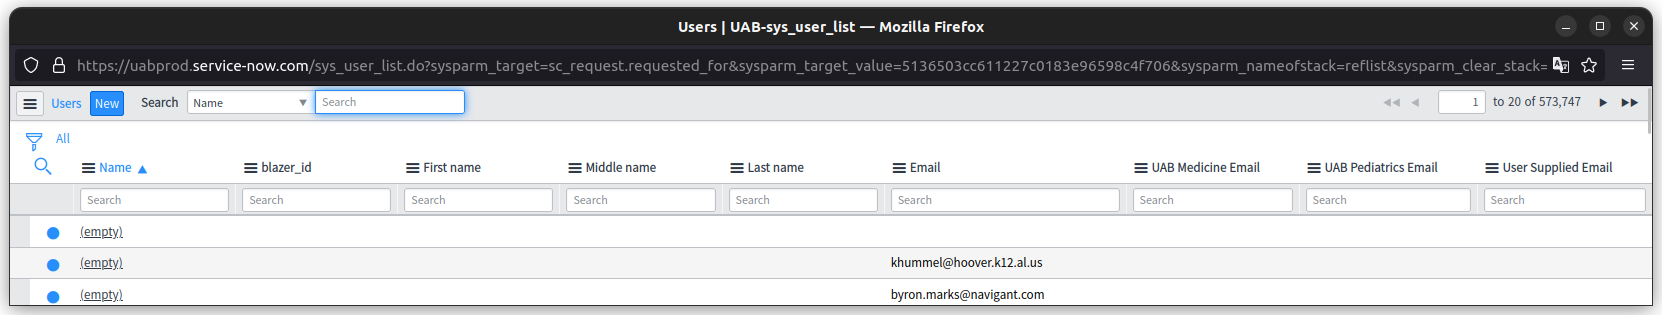 Users | UAB-sys_user_list — Mozilla Firefox
https://uabprod.service-now.com/sys_user_list.do?sysparm_target=sc_request.requested_for&sysparm_target_value=5136503cc611227c0183e96598c4f706&sysparm_nameofstack=reflist&sysparm_clear_stack=
Users New Search Name Search 1 to 20 of 573,747
All
Name blazer_id First name Middle name Last name Email UAB Medicine Email UAB Pediatrics Email User Supplied Email
Search Search Search Search Search Search Search Search Search
(empty)
(empty) khummel@hoover.k12.al.us
(empty) byron.marks@navigant.com